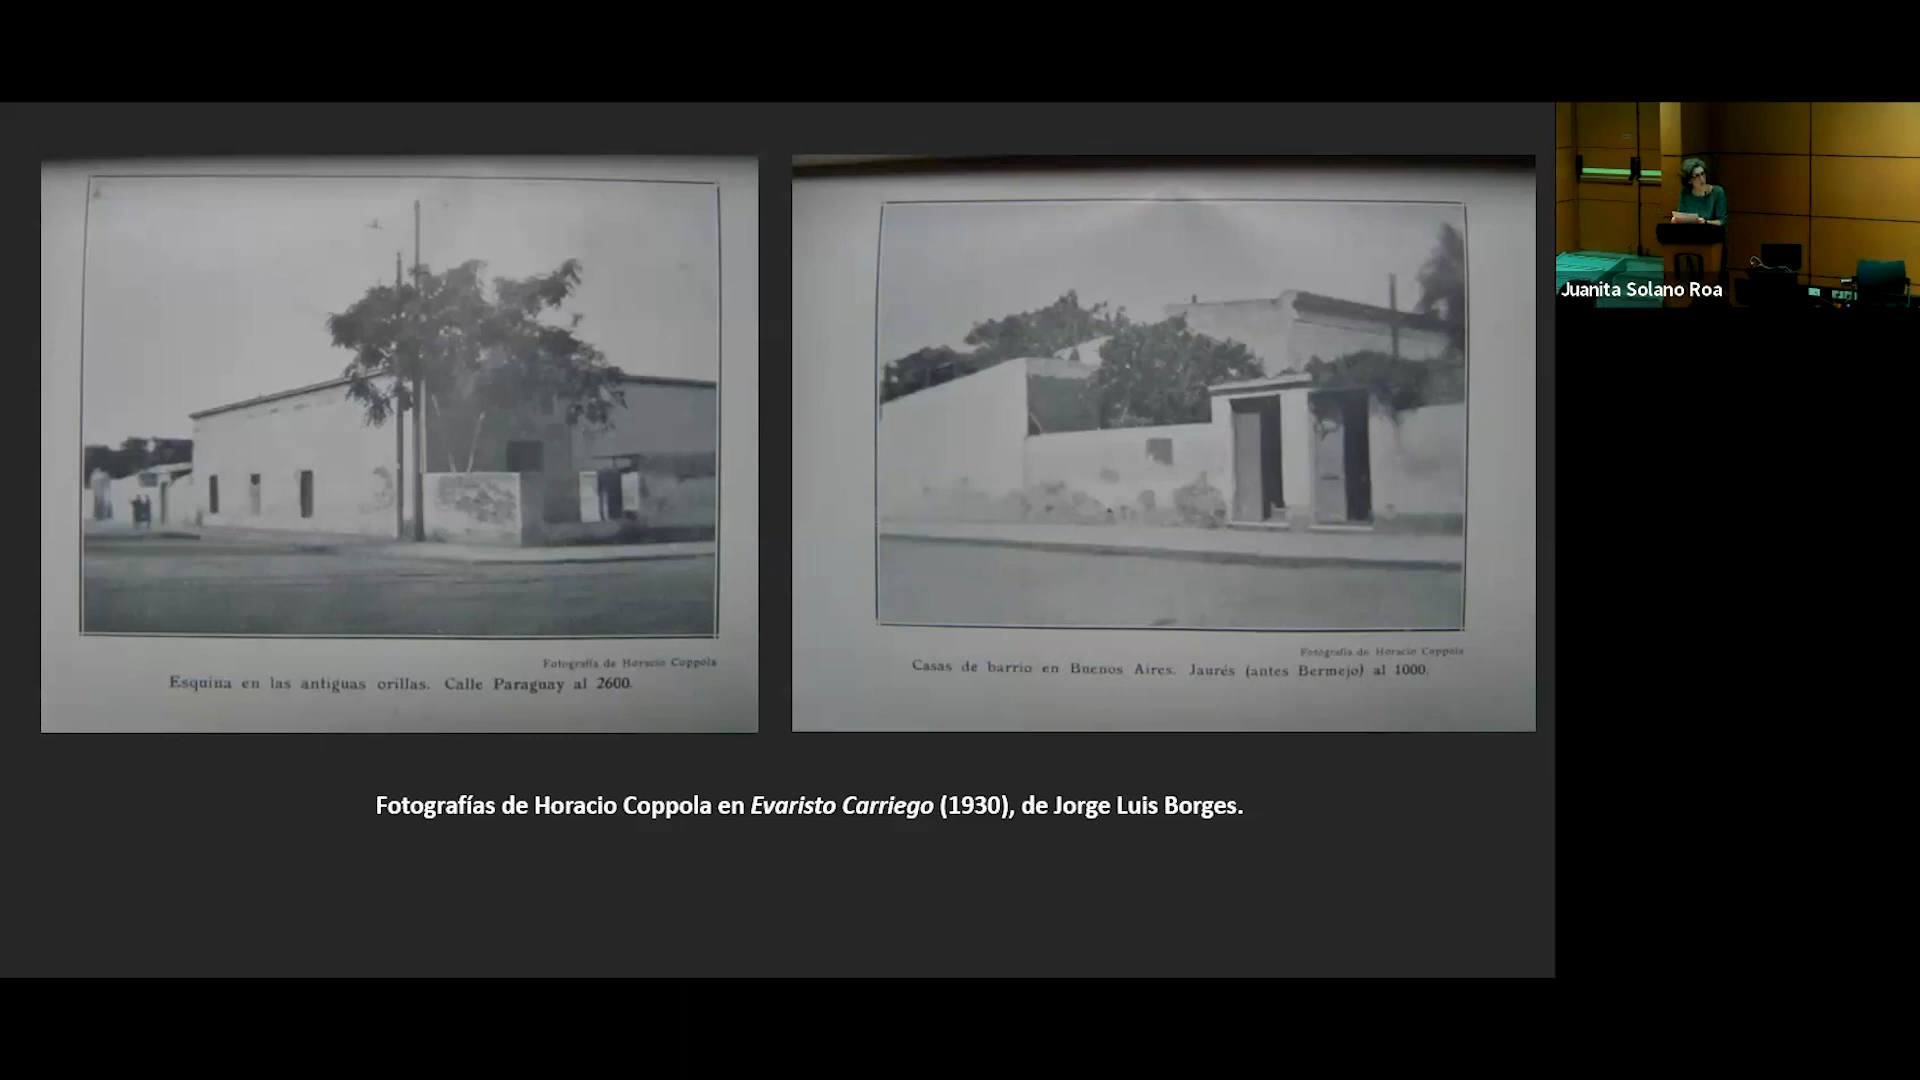 Fotografía de Horacio Coppola
Esquina en las antiguas orillas. Calle Paraguay al 2600.
Fotografía de Horacio Coppola
Casas de barrio en Buenos Aires. Jaurés (antes Bermejo) al 1000.
Fotografías de Horacio Coppola en Evaristo Carriego (1930), de Jorge Luis Borges.
Juanita Solano Roa